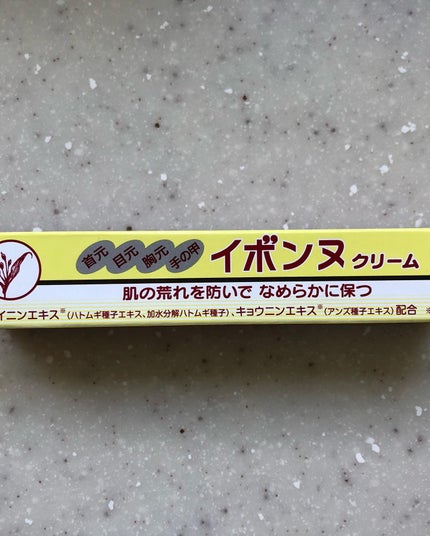 首元 目元 胸元 手の甲 イボンヌ クリーム
肌の荒れを防いで なめらかに保つ
イニンエキス※(ハトムギ種子エキス、加水分解ハトムギ種子)、キョウニンエキス※(アンズ種子エキス)配合 ※